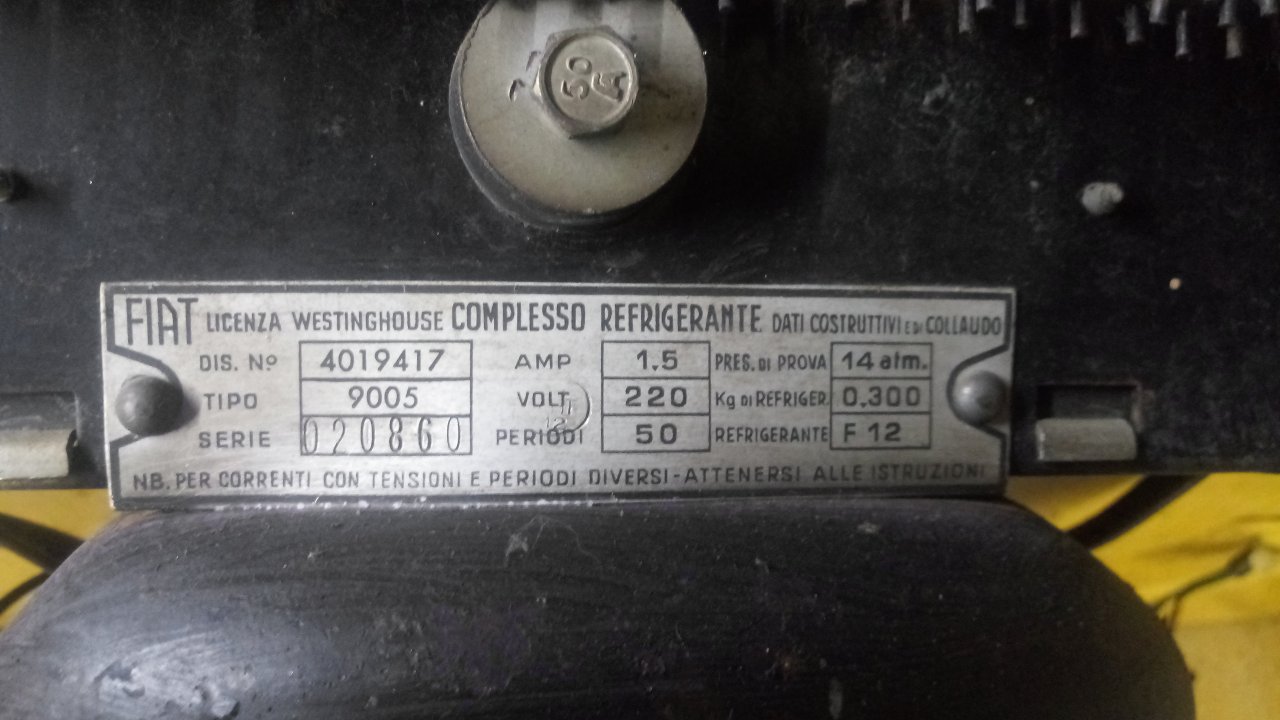 50
A
FIAT LICENZA WESTINGHOUSE COMPLESSO REFRIGERANTE. DATI COSTRUTTIVI E DI COLLAUDO
DIS. Nº 4019417 AMP 1.5 PRES. DI PROVA 14 atm.
TIPO 9005 VOLT 220 Kg DI REFRIGER. 0,300
SERIE 020860 PERIODI 50 REFRIGERANTE F 12
NB. PER CORRENTI CON TENSIONI E PERIODI DIVERSI-ATTENERSI ALLE ISTRUZIONI